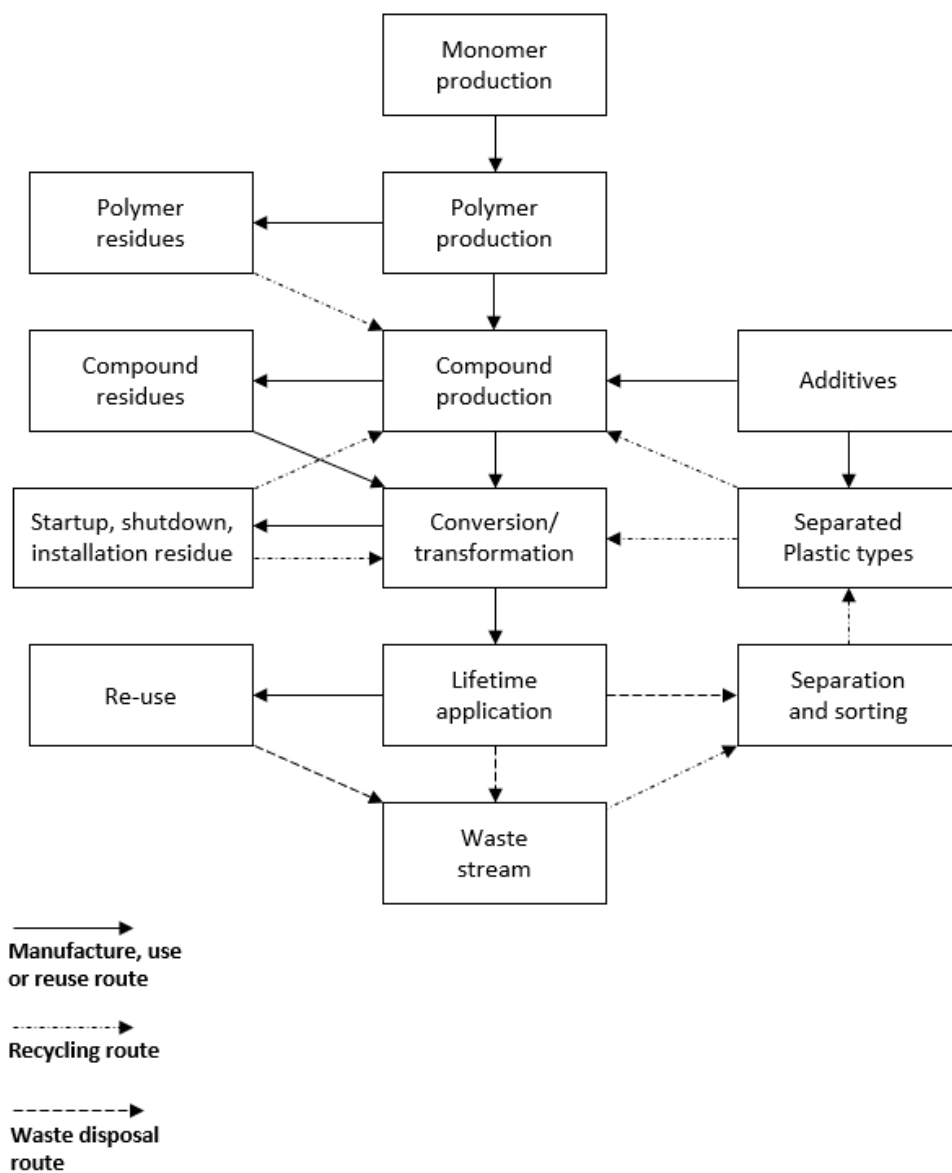 Monomer
production
Polymer
residues
Polymer
production
Compound
residues
Compound
production
Additives
Startup, shutdown,
installation residue
Conversion/
transformation
Separated
Plastic types
Re-use
Lifetime
application
Separation
and sorting
Waste
stream
Manufacture, use
or reuse route
Recycling route
Waste disposal
route